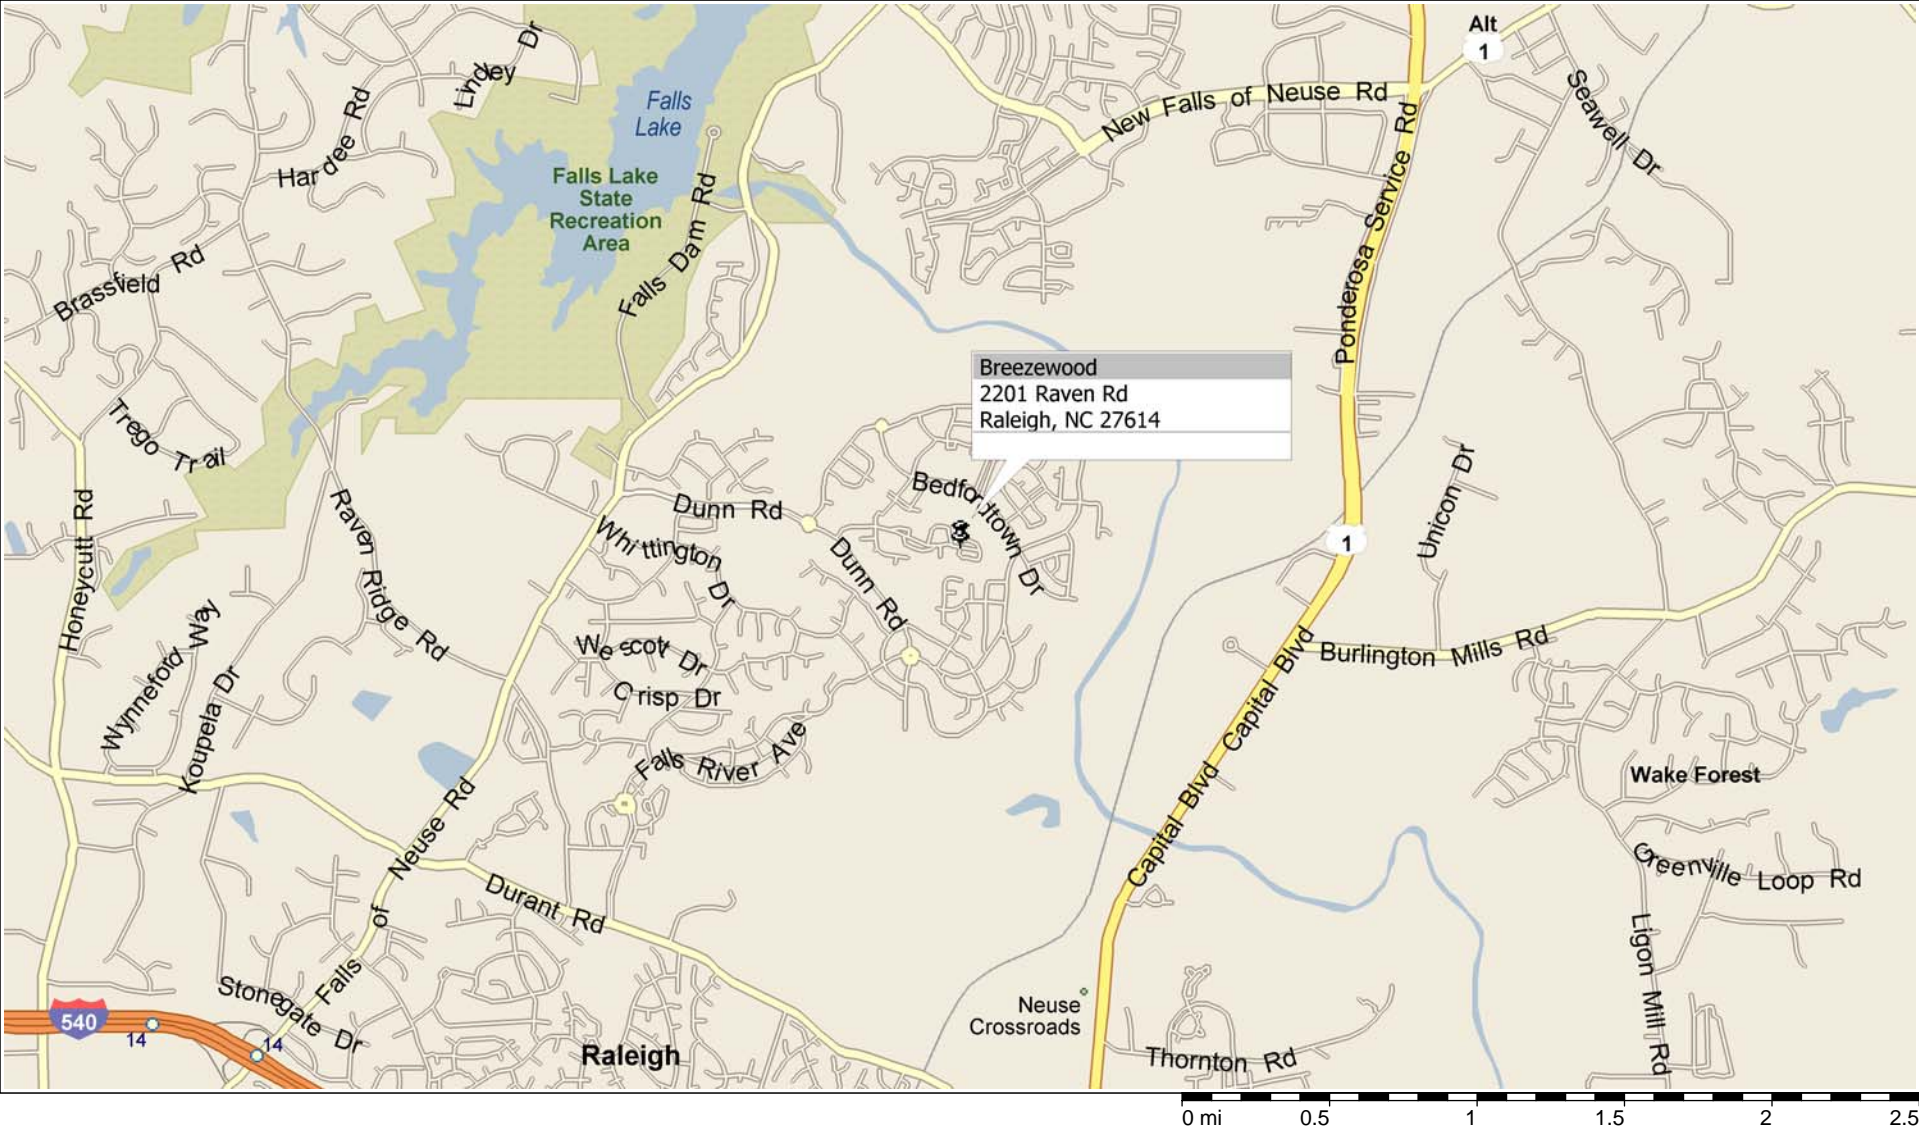 Alt
1
Lindley Dr
Falls
Lake
New Falls of Neuse Rd
Seawell Dr
Hardee Rd
Falls Lake
State
Recreation
Area
Falls Dam Rd
Ponderosa Service Rd
Brassfield Rd
Breezewood
2201 Raven Rd
Raleigh, NC 27614
Trego Trail
Honeycutt Rd
Raven Ridge Rd
Dunn Rd
Bedfordtown Dr
Unicon Dr
Whittington Dr
Dunn Rd
1
Wynneford Way
Koupela Dr
Wescott Dr
Crisp Dr
Falls River Ave
Burlington Mills Rd
Capital Blvd
Capital Blvd
Capital Blvd
Wake Forest
Falls of Neuse Rd
Durant Rd
Greenville Loop Rd
Ligon Mill Rd
Stonegate Dr
540
14
14
Neuse
Crossroads
Raleigh
Thornton Rd
0 mi 0.5 1 1.5 2 2.5